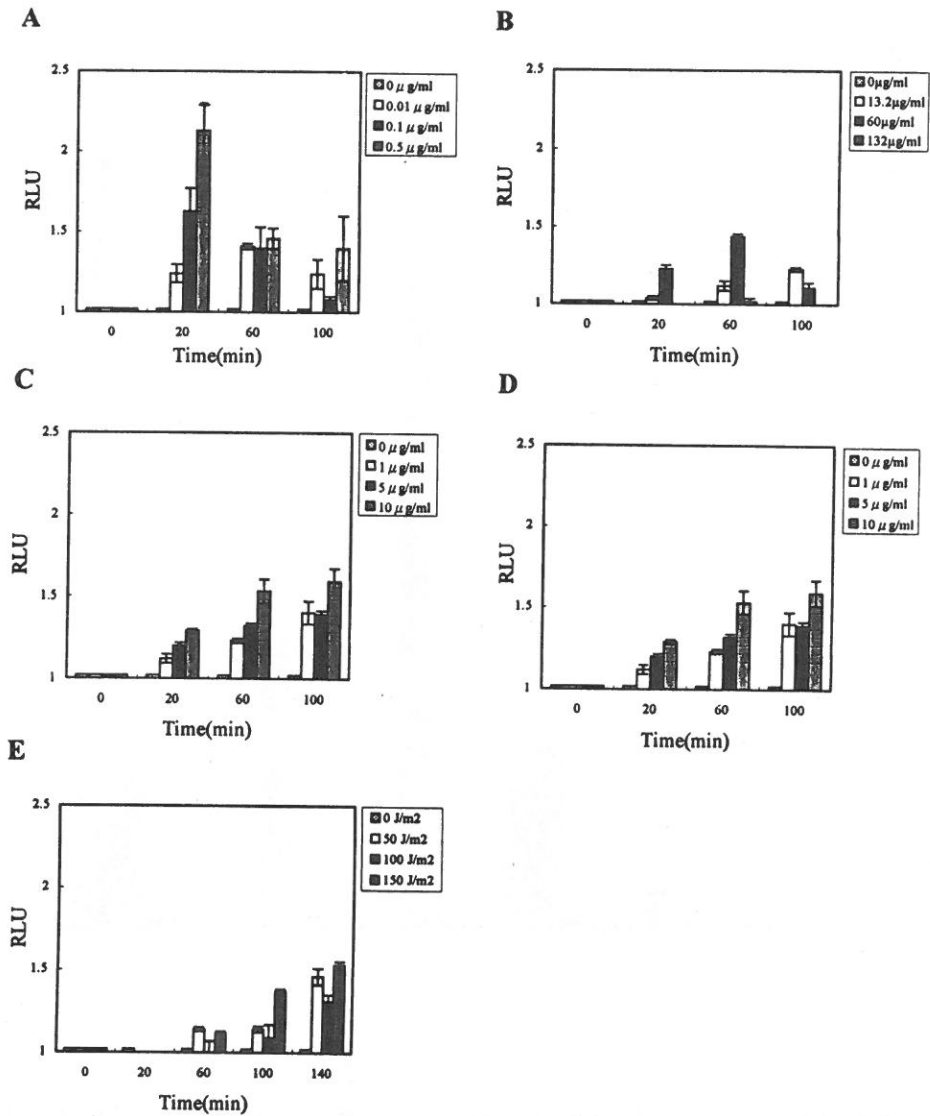 A
RLU
2.5
2
1.5
1
0 20 60 100
Time(min)
0 μ g/ml
0.01 μ g/ml
0.1 μ g/ml
0.5 μ g/ml
B
RLU
2.5
2
1.5
1
0 20 60 100
Time(min)
0μg/ml
13.2μg/ml
60μg/ml
132μg/ml
C
RLU
2.5
2
1.5
1
0 20 60 100
Time(min)
0 μ g/ml
1 μ g/ml
5 μ g/ml
10 μ g/ml
D
RLU
2.5
2
1.5
1
0 20 60 100
Time(min)
0 μ g/ml
1 μ g/ml
5 μ g/ml
10 μ g/ml
E
RLU
2.5
2
1.5
1
0 20 60 100 140
Time(min)
0 J/m2
50 J/m2
100 J/m2
150 J/m2